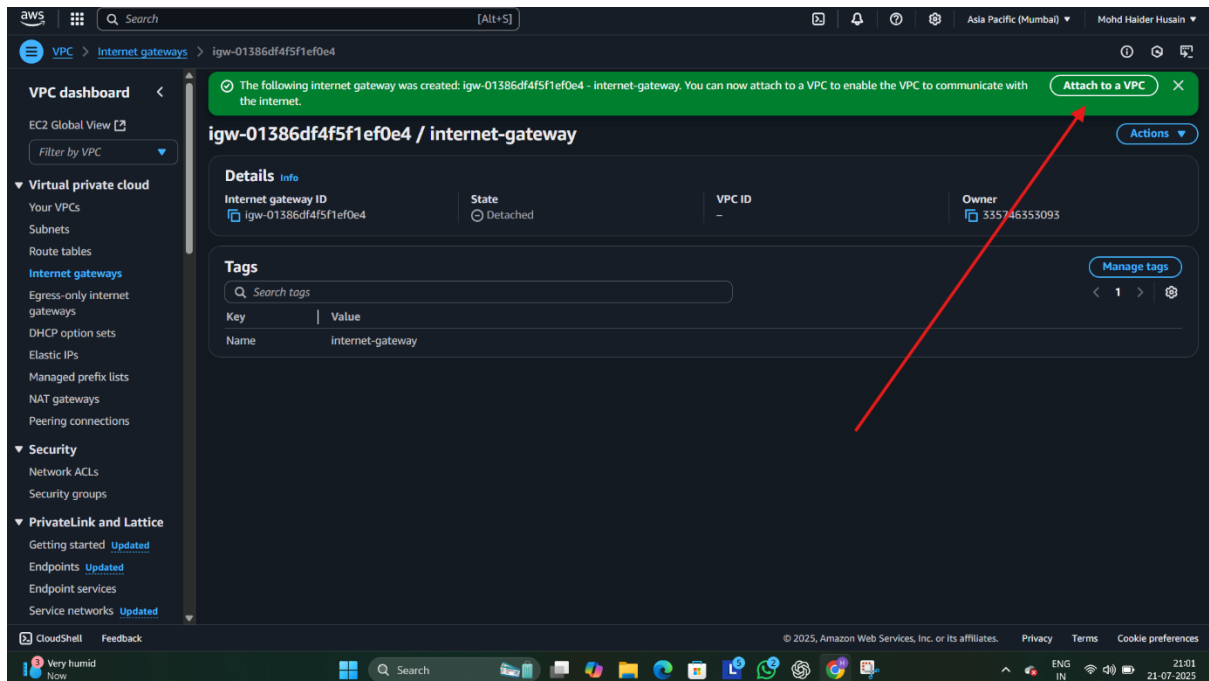 aws
Search [Alt+S]
Asia Pacific (Mumbai) Mohd Haider Husain
VPC > Internet gateways > igw-01386df4f5f1ef0e4
VPC dashboard
EC2 Global View
Filter by VPC
Virtual private cloud
Your VPCs
Subnets
Route tables
Internet gateways
Egress-only internet
gateways
DHCP option sets
Elastic IPs
Managed prefix lists
NAT gateways
Peering connections
Security
Network ACLs
Security groups
PrivateLink and Lattice
Getting started Updated
Endpoints Updated
Endpoint services
Service networks Updated
The following internet gateway was created: igw-01386df4f5f1ef0e4 - internet-gateway. You can now attach to a VPC to enable the VPC to communicate with
the internet.
Attach to a VPC
igw-01386df4f5f1ef0e4 / internet-gateway
Actions
Details Info
Internet gateway ID
igw-01386df4f5f1ef0e4
State
Detached
VPC ID
–
Owner
335746353093
Tags
Manage tags
Search tags
1
Key Value
Name internet-gateway
CloudShell Feedback
© 2025, Amazon Web Services, Inc. or its affiliates. Privacy Terms Cookie preferences
3
Very humid
Now
Search
9
2
H
ENG
IN
21:01
21-07-2025